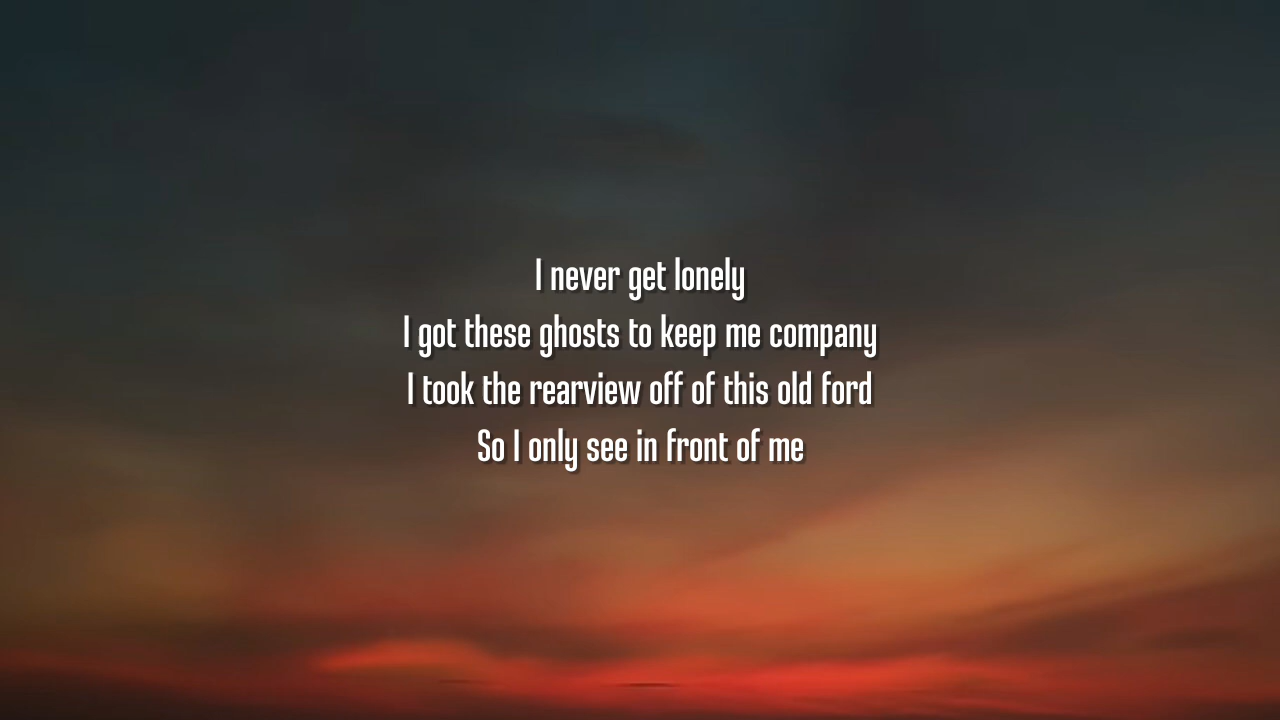 I never get lonely
I got these ghosts to keep me company
I took the rearview off of this old ford
So I only see in front of me